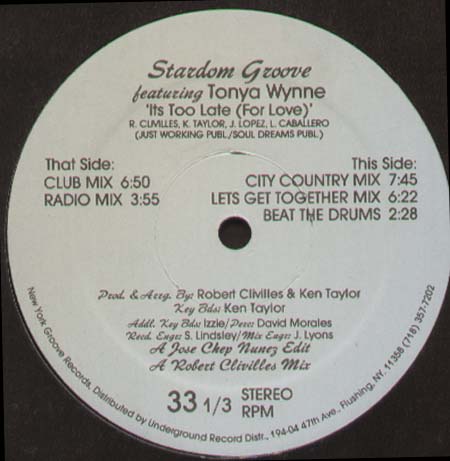 Stardom Groove
featuring Tonya Wynne
'Its Too Late (For Love)'
R. CLIVILLES, K. TAYLOR, J. LOPEZ, L. CABALLERO
(JUST WORKING PUBL./SOUL DREAMS PUBL.)
That Side:
CLUB MIX 6:50
RADIO MIX 3:55
This Side:
CITY COUNTRY MIX 7:45
LETS GET TOGETHER MIX 6:22
BEAT THE DRUMS 2:28
Prod. & Arrg. By: Robert Clivilles & Ken Taylor
Key Bds: Ken Taylor
Addl. Key Bds: Izzie/Perc: David Morales
Recd. Engr: S. Lindsley/Mix Engr: J. Lyons
A Jose Chep Nunez Edit
A Robert Clivilles Mix
33 1/3 STEREO
RPM
New York Groove Records, Distributed by Underground Record Distr., 194-04 47th Ave., Flushing, NY. 11358 (718) 357-7202